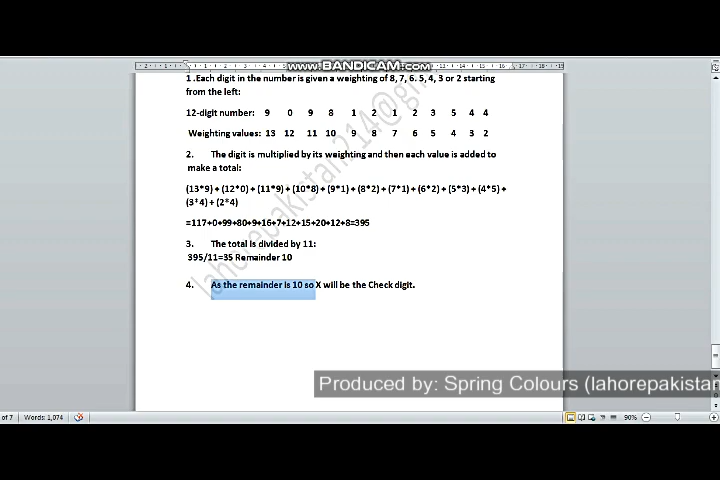 WWW.BANDICAM.COM
1.Each digit in the number is given a weighting of 8, 7, 6. 5, 4, 3 or 2 starting
from the left:
12-digit number: 9 0 9 8 1 2 1 2 3 5 4 4
Weighting values: 13 12 11 10 9 8 7 6 5 4 3 2
2. The digit is multiplied by its weighting and then each value is added to
make a total:
(13*9) + (12*0) + (11*9) + (10*8) + (9*1) + (8*2) + (7*1) + (6*2) + (5*3) + (4*5) +
(3*4) + (2*4)
=117+0+99+80+9+16+7+12+15+20+12+8=395
3. The total is divided by 11:
395/11=35 Remainder 10
4. As the remainder is 10 so X will be the Check digit.
lahorepakistan214@gm
Produced by: Spring Colours (lahorepakistan
of 7 Words: 1,074 90%